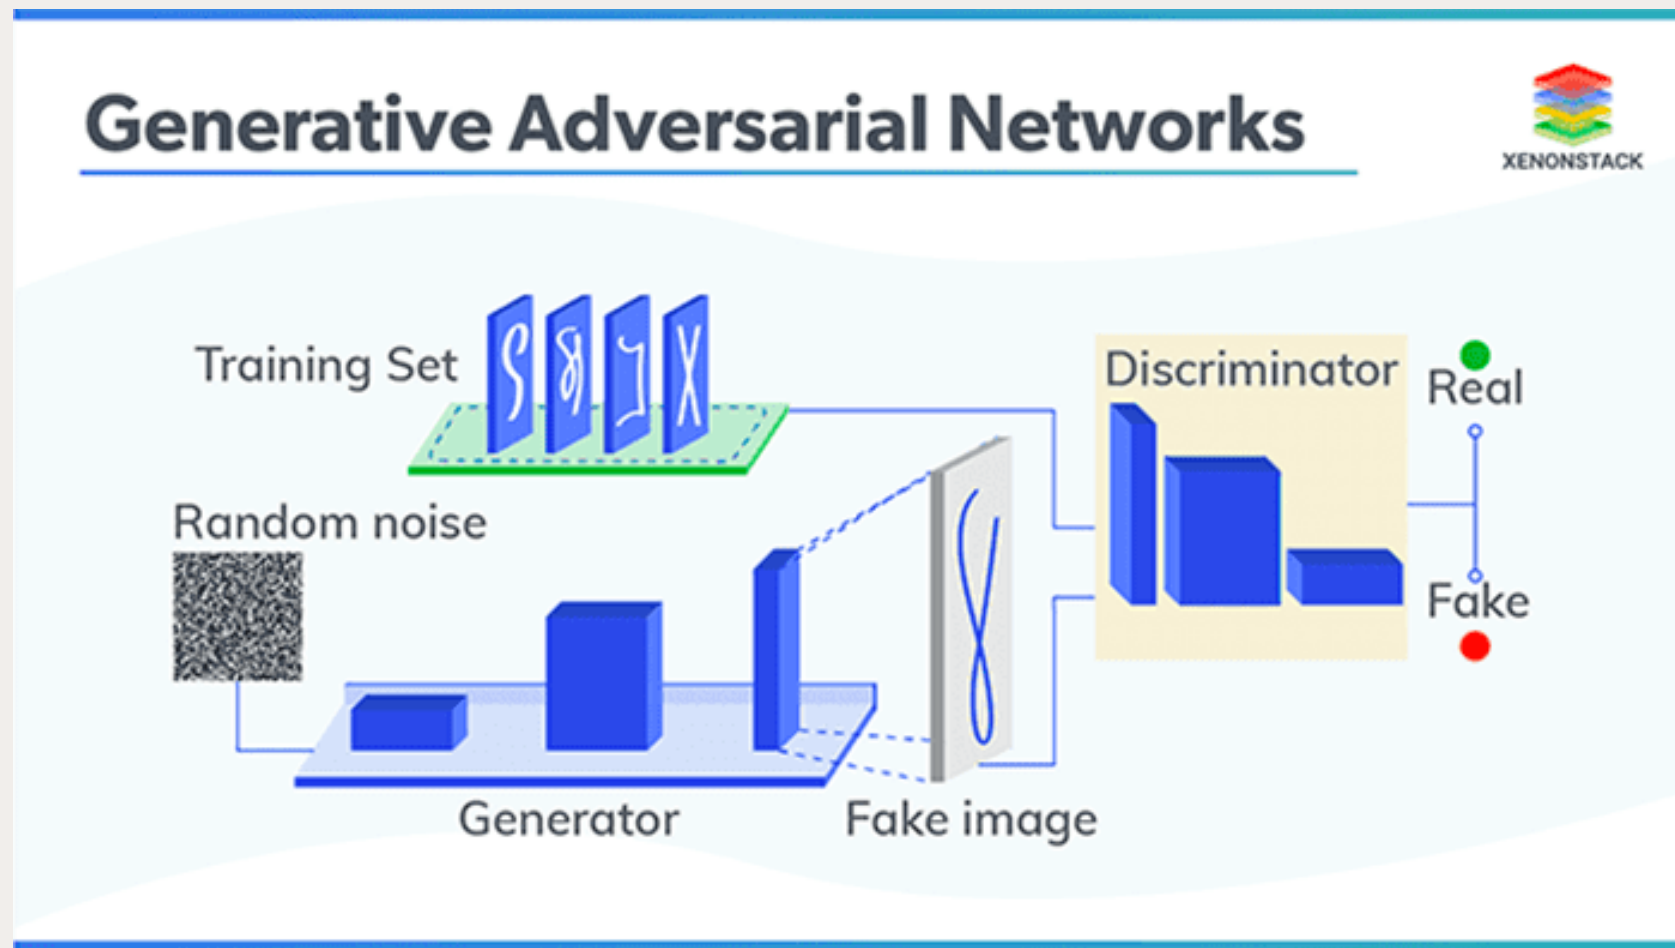 Generative Adversarial Networks
XENONSTACK
Training Set
Discriminator
Real
Random noise
Fake
Generator
Fake image